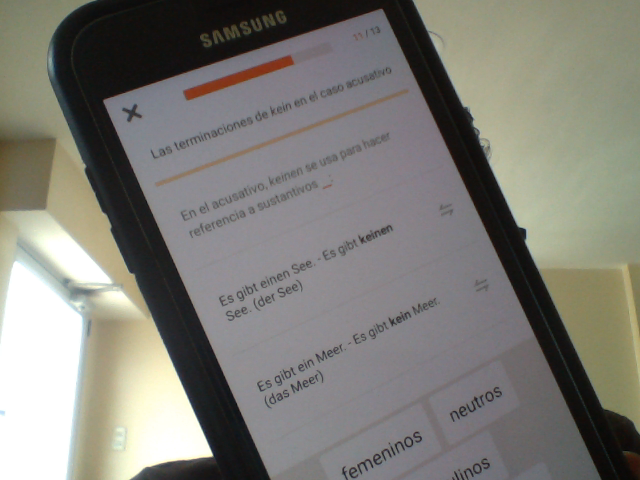 SAMSUNG
11 / 13
Las terminaciones de kein en el caso acusativo
En el acusativo, keinen se usa para hacer
referencia a sustantivos __.
Es gibt einen See. - Es gibt keinen
See. (der See)
Es gibt ein Meer. - Es gibt kein Meer.
(das Meer)
neutros
femeninos